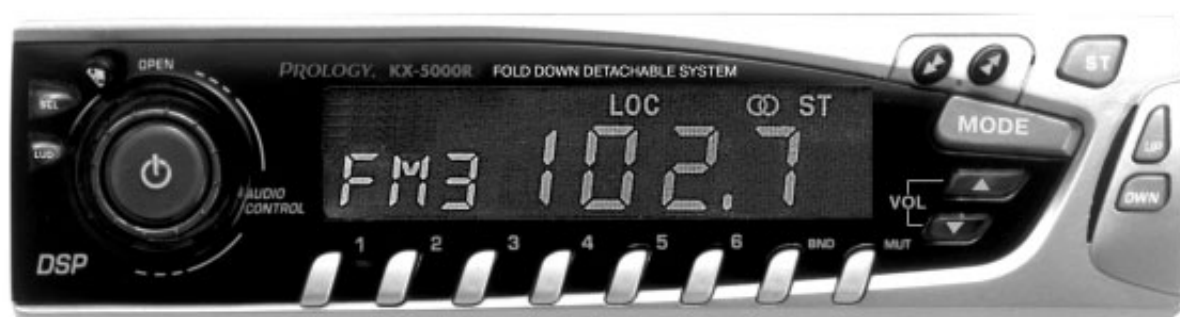 OPEN
PROLOGY. KX-5000R FOLD DOWN DETACHABLE SYSTEM
ST
SEL
LOC ST
MODE
LUD
FM3 102.7
UP
AUDIO
CONTROL
VOL
DWN
1 2 3 4 5 6 BND MUT
DSP